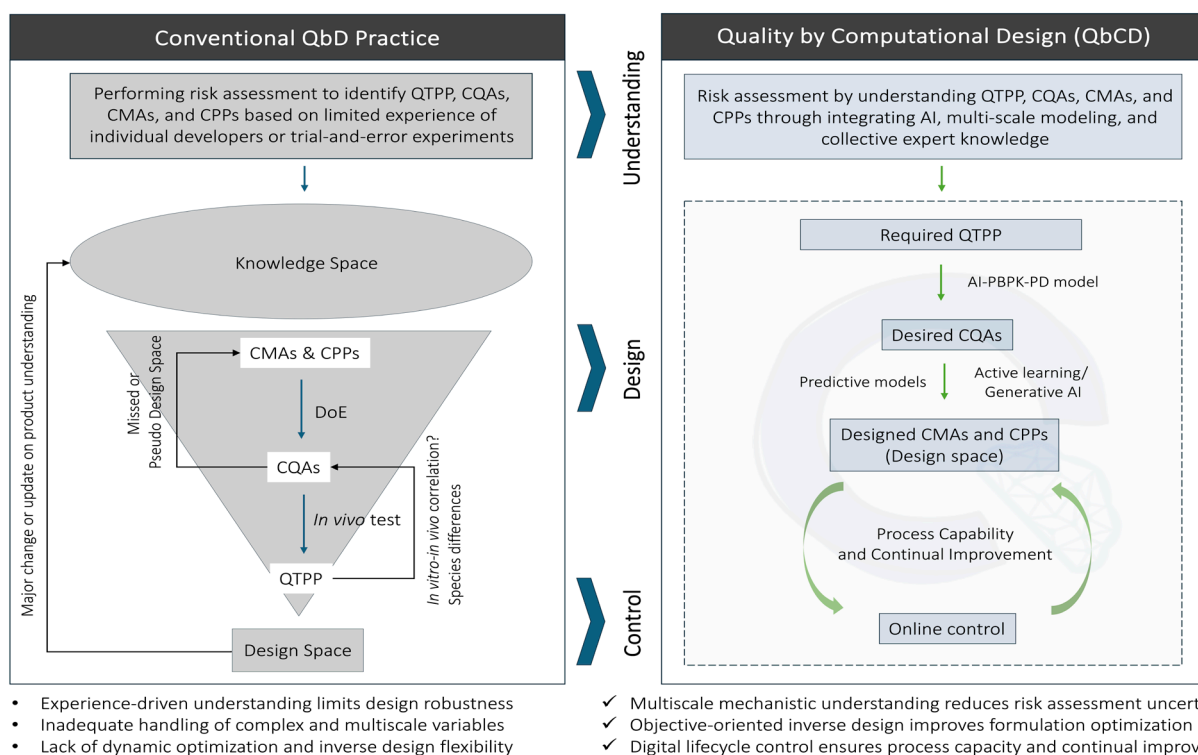 Conventional QbD Practice
Performing risk assessment to identify QTPP, CQAs,
CMAs, and CPPs based on limited experience of
individual developers or trial-and-error experiments
Knowledge Space
CMAs & CPPs
DoE
CQAs
In vivo test
QTPP
Design Space
Major change or update on product understanding
Missed or
Pseudo Design Space
In vitro-in vivo correlation?
Species differences
• Experience-driven understanding limits design robustness
• Inadequate handling of complex and multiscale variables
• Lack of dynamic optimization and inverse design flexibility
Understanding
Design
Control
Quality by Computational Design (QbCD)
Risk assessment by understanding QTPP, CQAs, CMAs, and
CPPs through integrating AI, multi-scale modeling, and
collective expert knowledge
Required QTPP
AI-PBPK-PD model
Desired CQAs
Predictive models
Active learning/
Generative AI
Designed CMAs and CPPs
(Design space)
Process Capability
and Continual Improvement
Online control
✓ Multiscale mechanistic understanding reduces risk assessment
✓ Objective-oriented inverse design improves formulation optimization
✓ Digital lifecycle control ensures process capacity and continual